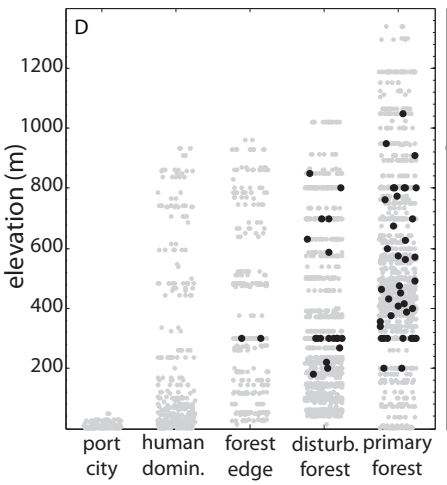 D
elevation (m)
1200
1000
800
600
400
200
port city
human domin.
forest edge
disturb. forest
primary forest